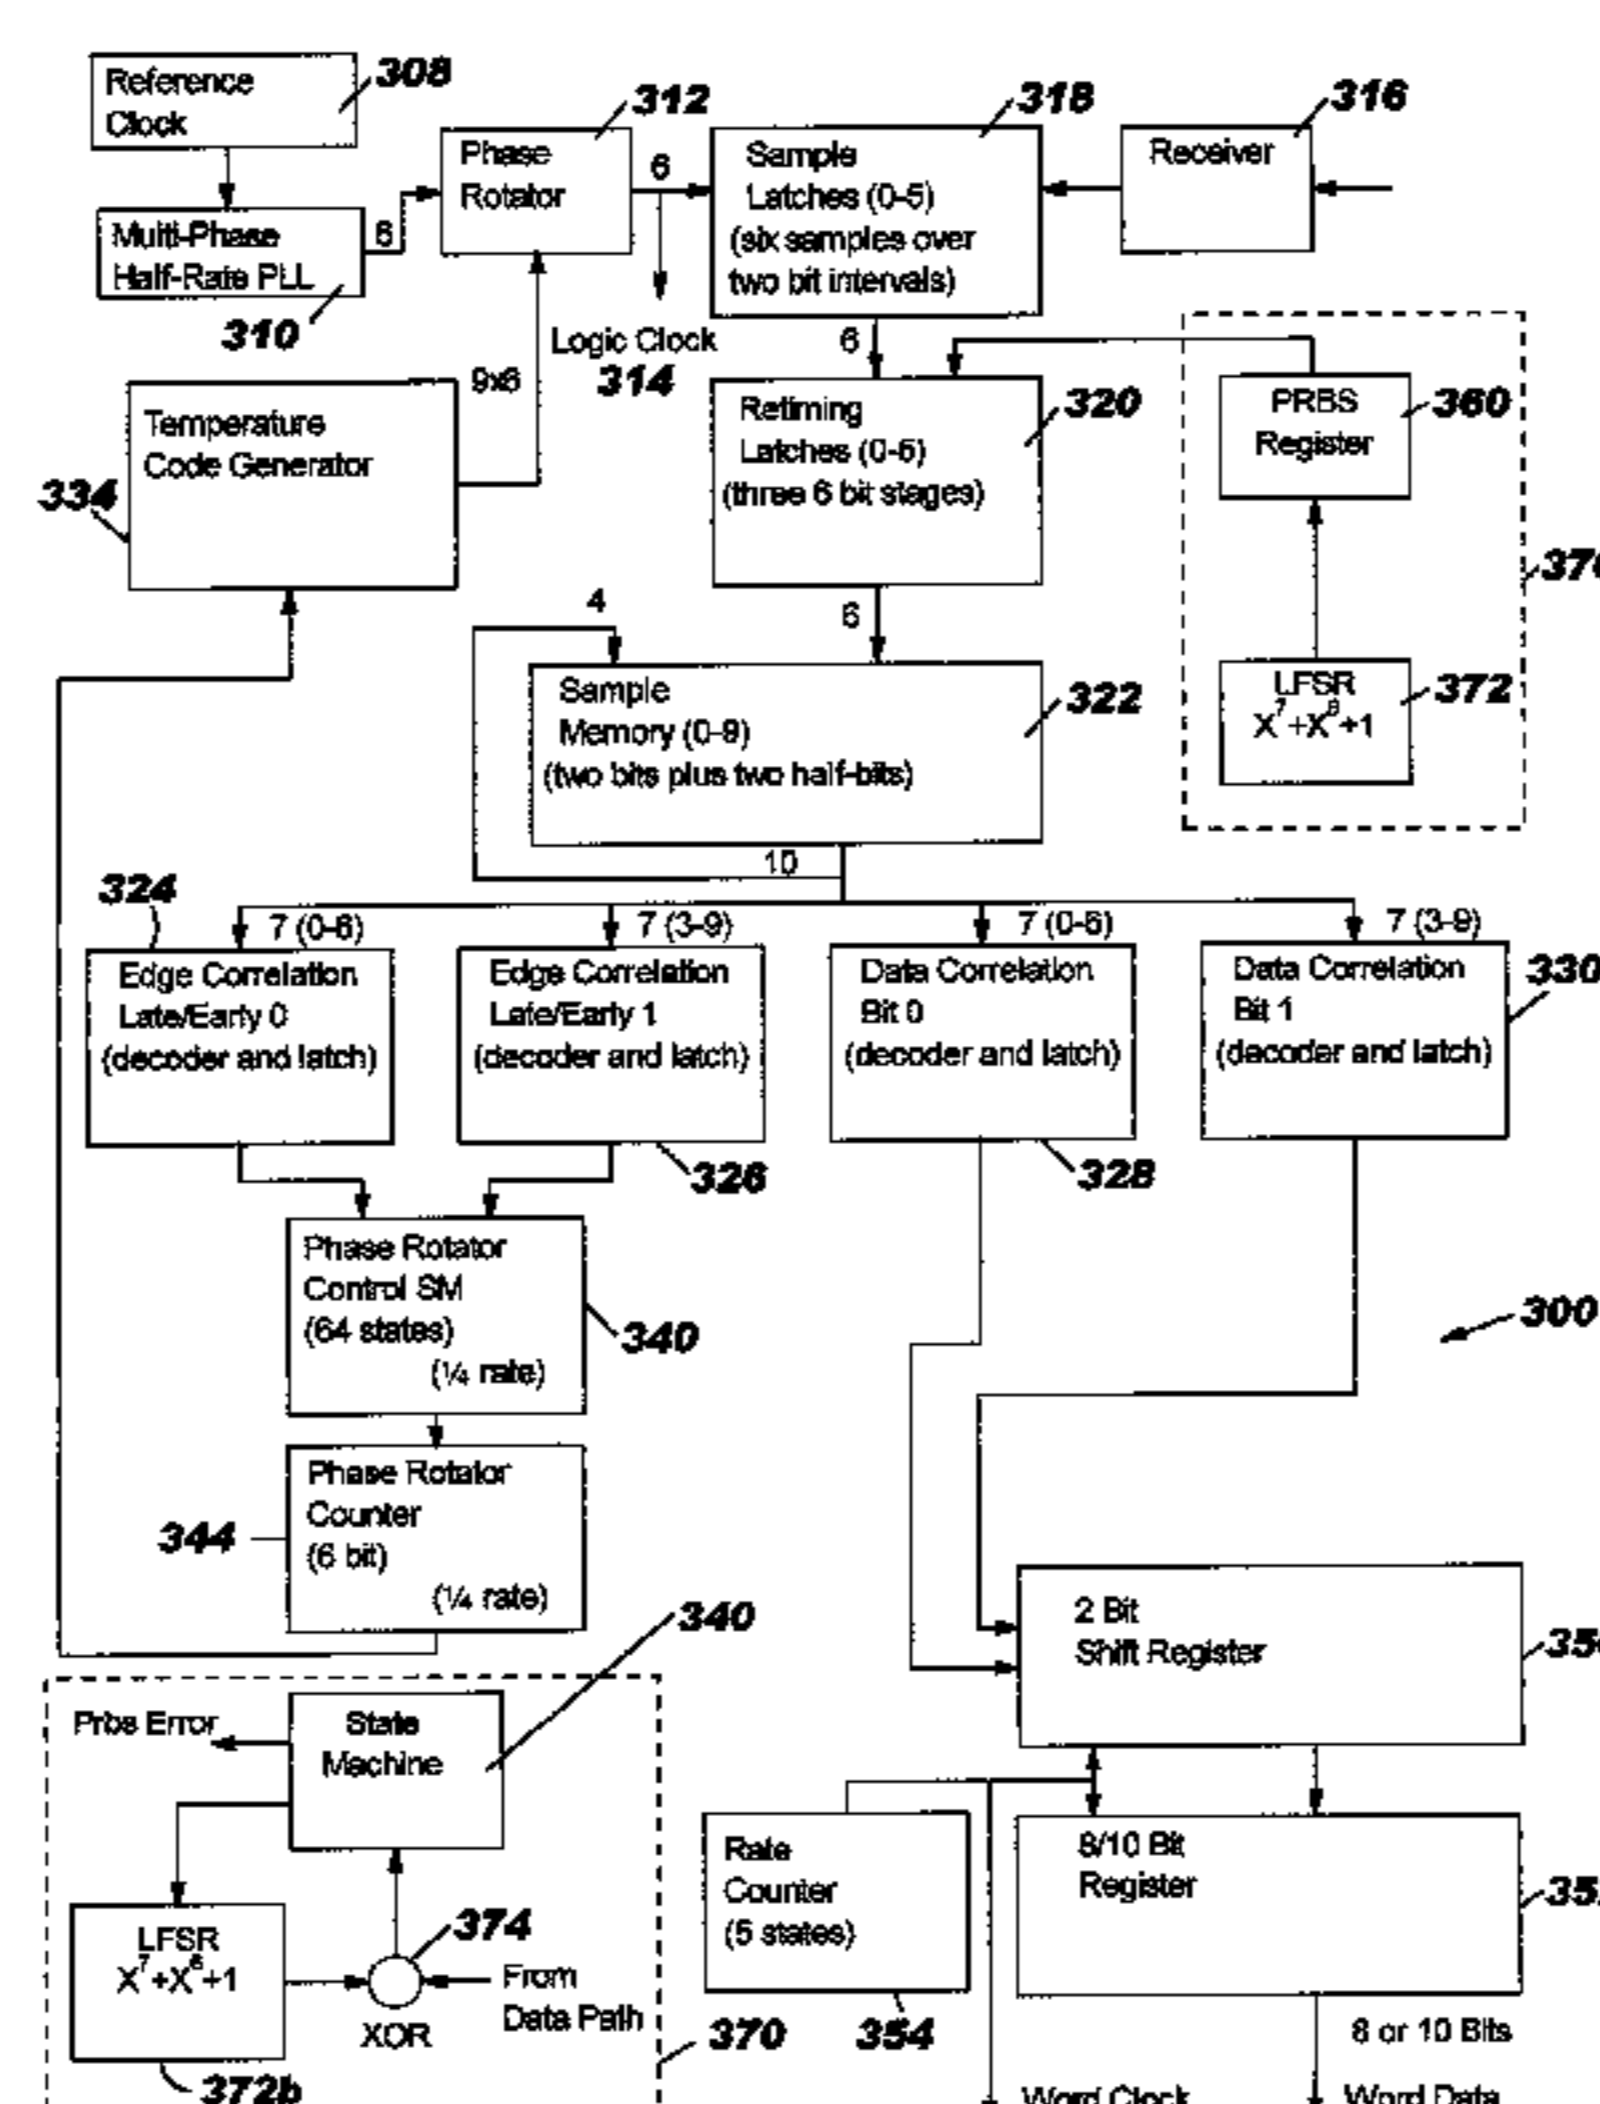 Reference
Clock
308
312
318
316
Phase
Rotator
6
Sample
Latches (0-5)
(six samples over
two bit intervals)
Receiver
Multi-Phase
Half-Rate PLL
6
310
Logic Clock
314
6
9x6
Temperature
Code Generator
334
Retiming
Latches (0-5)
(three 6 bit stages)
320
PRBS
Register
360
4
6
Sample
Memory (0-9)
(two bits plus two half-bits)
322
LFSR
X7+X6+1
372
10
324
7 (0-6)
7 (3-9)
7 (0-6)
7 (3-9)
Edge Correlation
Late/Early 0
(decoder and latch)
Edge Correlation
Late/Early 1
(decoder and latch)
Data Correlation
Bit 0
(decoder and latch)
Data Correlation
Bit 1
(decoder and latch)
330
326
328
Phase Rotator
Control SM
(64 states)
(¼ rate)
340
300
Phase Rotator
Counter
(6 bit)
(¼ rate)
344
340
2 Bit
Shift Register
Prbs Error
State
Machine
Rate
Counter
(5 states)
354
8/10 Bit
Register
LFSR
X7+X6+1
372b
374
XOR
From
Data Path
370
8 or 10 Bits
Word Clock
Word Data